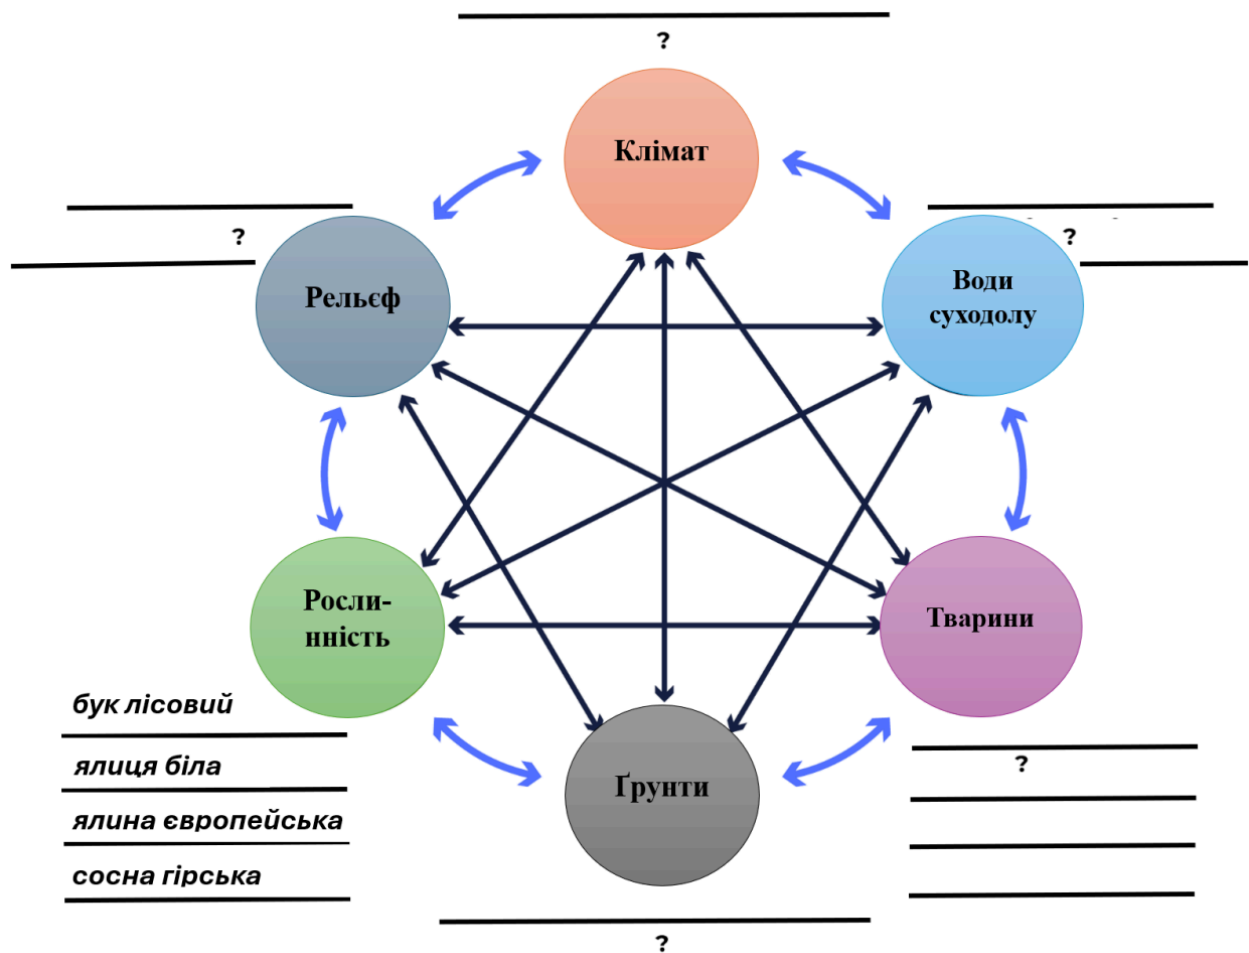 ?
Клімат
?
Рельєф
?
Води
суходолу
Росли-
нність
Тварини
бук лісовий
ялиця біла
ялина європейська
сосна гірська
?
Ґрунти
?